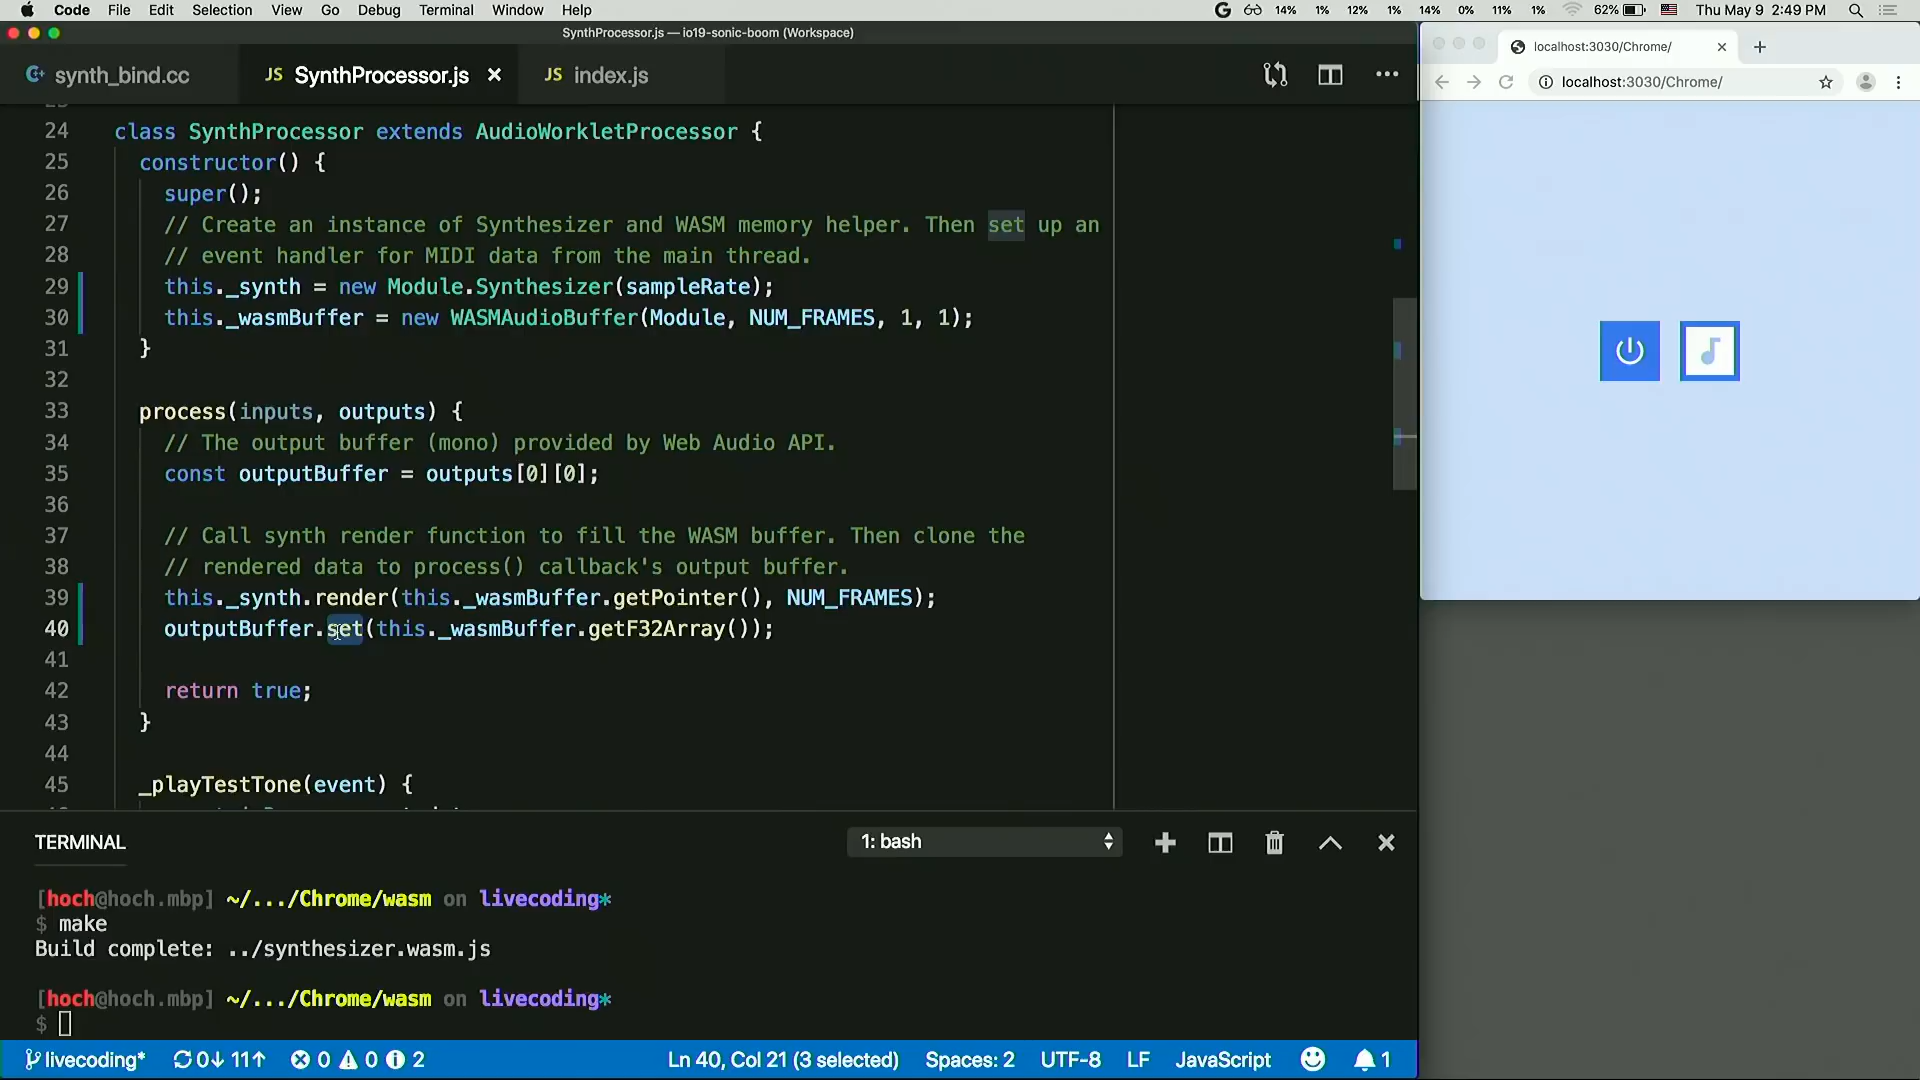 Code File Edit Selection View Go Debug Terminal Window Help
14% 1% 12% 1% 14% 0% 11% 1% 62% Thu May 9 2:49 PM
SynthProcessor.js — io19-sonic-boom (Workspace)
synth_bind.cc JS SynthProcessor.js JS index.js
24 class SynthProcessor extends AudioWorkletProcessor {
25 constructor() {
26 super();
27 // Create an instance of Synthesizer and WASM memory helper. Then set up an
28 // event handler for MIDI data from the main thread.
29 this._synth = new Module.Synthesizer(sampleRate);
30 this._wasmBuffer = new WASMAudioBuffer(Module, NUM_FRAMES, 1, 1);
31 }
32
33 process(inputs, outputs) {
34 // The output buffer (mono) provided by Web Audio API.
35 const outputBuffer = outputs[0][0];
36
37 // Call synth render function to fill the WASM buffer. Then clone the
38 // rendered data to process() callback's output buffer.
39 this._synth.render(this._wasmBuffer.getPointer(), NUM_FRAMES);
40 outputBuffer.set(this._wasmBuffer.getF32Array());
41
42 return true;
43 }
44
45 _playTestTone(event) {
TERMINAL 1: bash
[hoch@hoch.mbp] ~/.../Chrome/wasm on livecoding*
$ make
Build complete: ../synthesizer.wasm.js
[hoch@hoch.mbp] ~/.../Chrome/wasm on livecoding*
$
livecoding* 0↓ 11↑ 0 0 2 Ln 40, Col 21 (3 selected) Spaces: 2 UTF-8 LF JavaScript 1
localhost:3030/Chrome/
localhost:3030/Chrome/